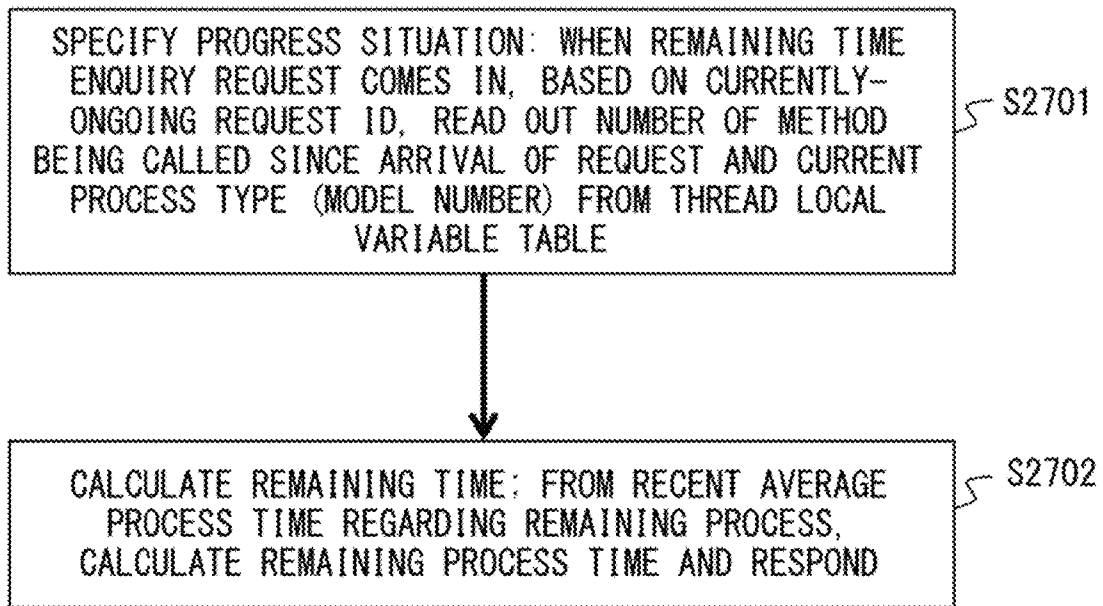 SPECIFY PROGRESS SITUATION: WHEN REMAINING TIME
ENQUIRY REQUEST COMES IN, BASED ON CURRENTLY-
ONGOING REQUEST ID, READ OUT NUMBER OF METHOD
BEING CALLED SINCE ARRIVAL OF REQUEST AND CURRENT
PROCESS TYPE (MODEL NUMBER) FROM THREAD LOCAL
VARIABLE TABLE
S2701
CALCULATE REMAINING TIME: FROM RECENT AVERAGE
PROCESS TIME REGARDING REMAINING PROCESS,
CALCULATE REMAINING PROCESS TIME AND RESPOND
S2702